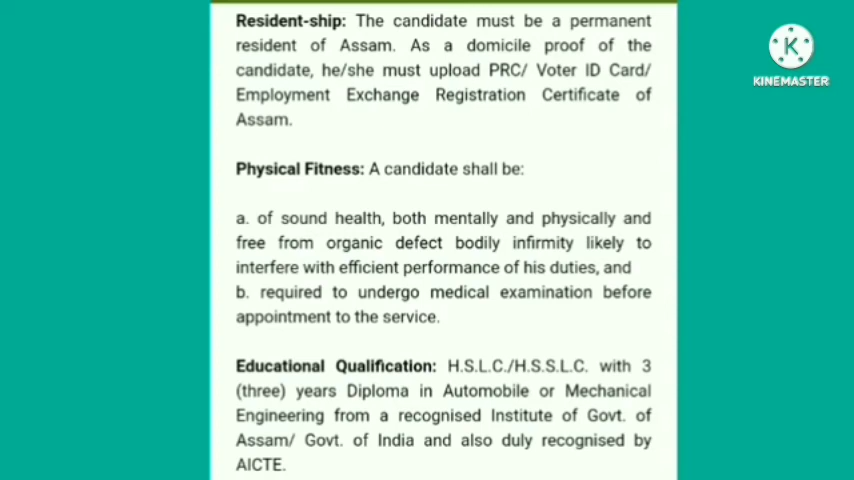 Resident-ship: The candidate must be a permanent
resident of Assam. As a domicile proof of the
candidate, he/she must upload PRC/ Voter ID Card/
Employment Exchange Registration Certificate of
Assam.
Physical Fitness: A candidate shall be:
a. of sound health, both mentally and physically and
free from organic defect bodily infirmity likely to
interfere with efficient performance of his duties, and
b. required to undergo medical examination before
appointment to the service.
Educational Qualification: H.S.L.C./H.S.S.L.C. with 3
(three) years Diploma in Automobile or Mechanical
Engineering from a recognised Institute of Govt. of
Assam/ Govt. of India and also duly recognised by
AICTE.
K
KINEMASTER